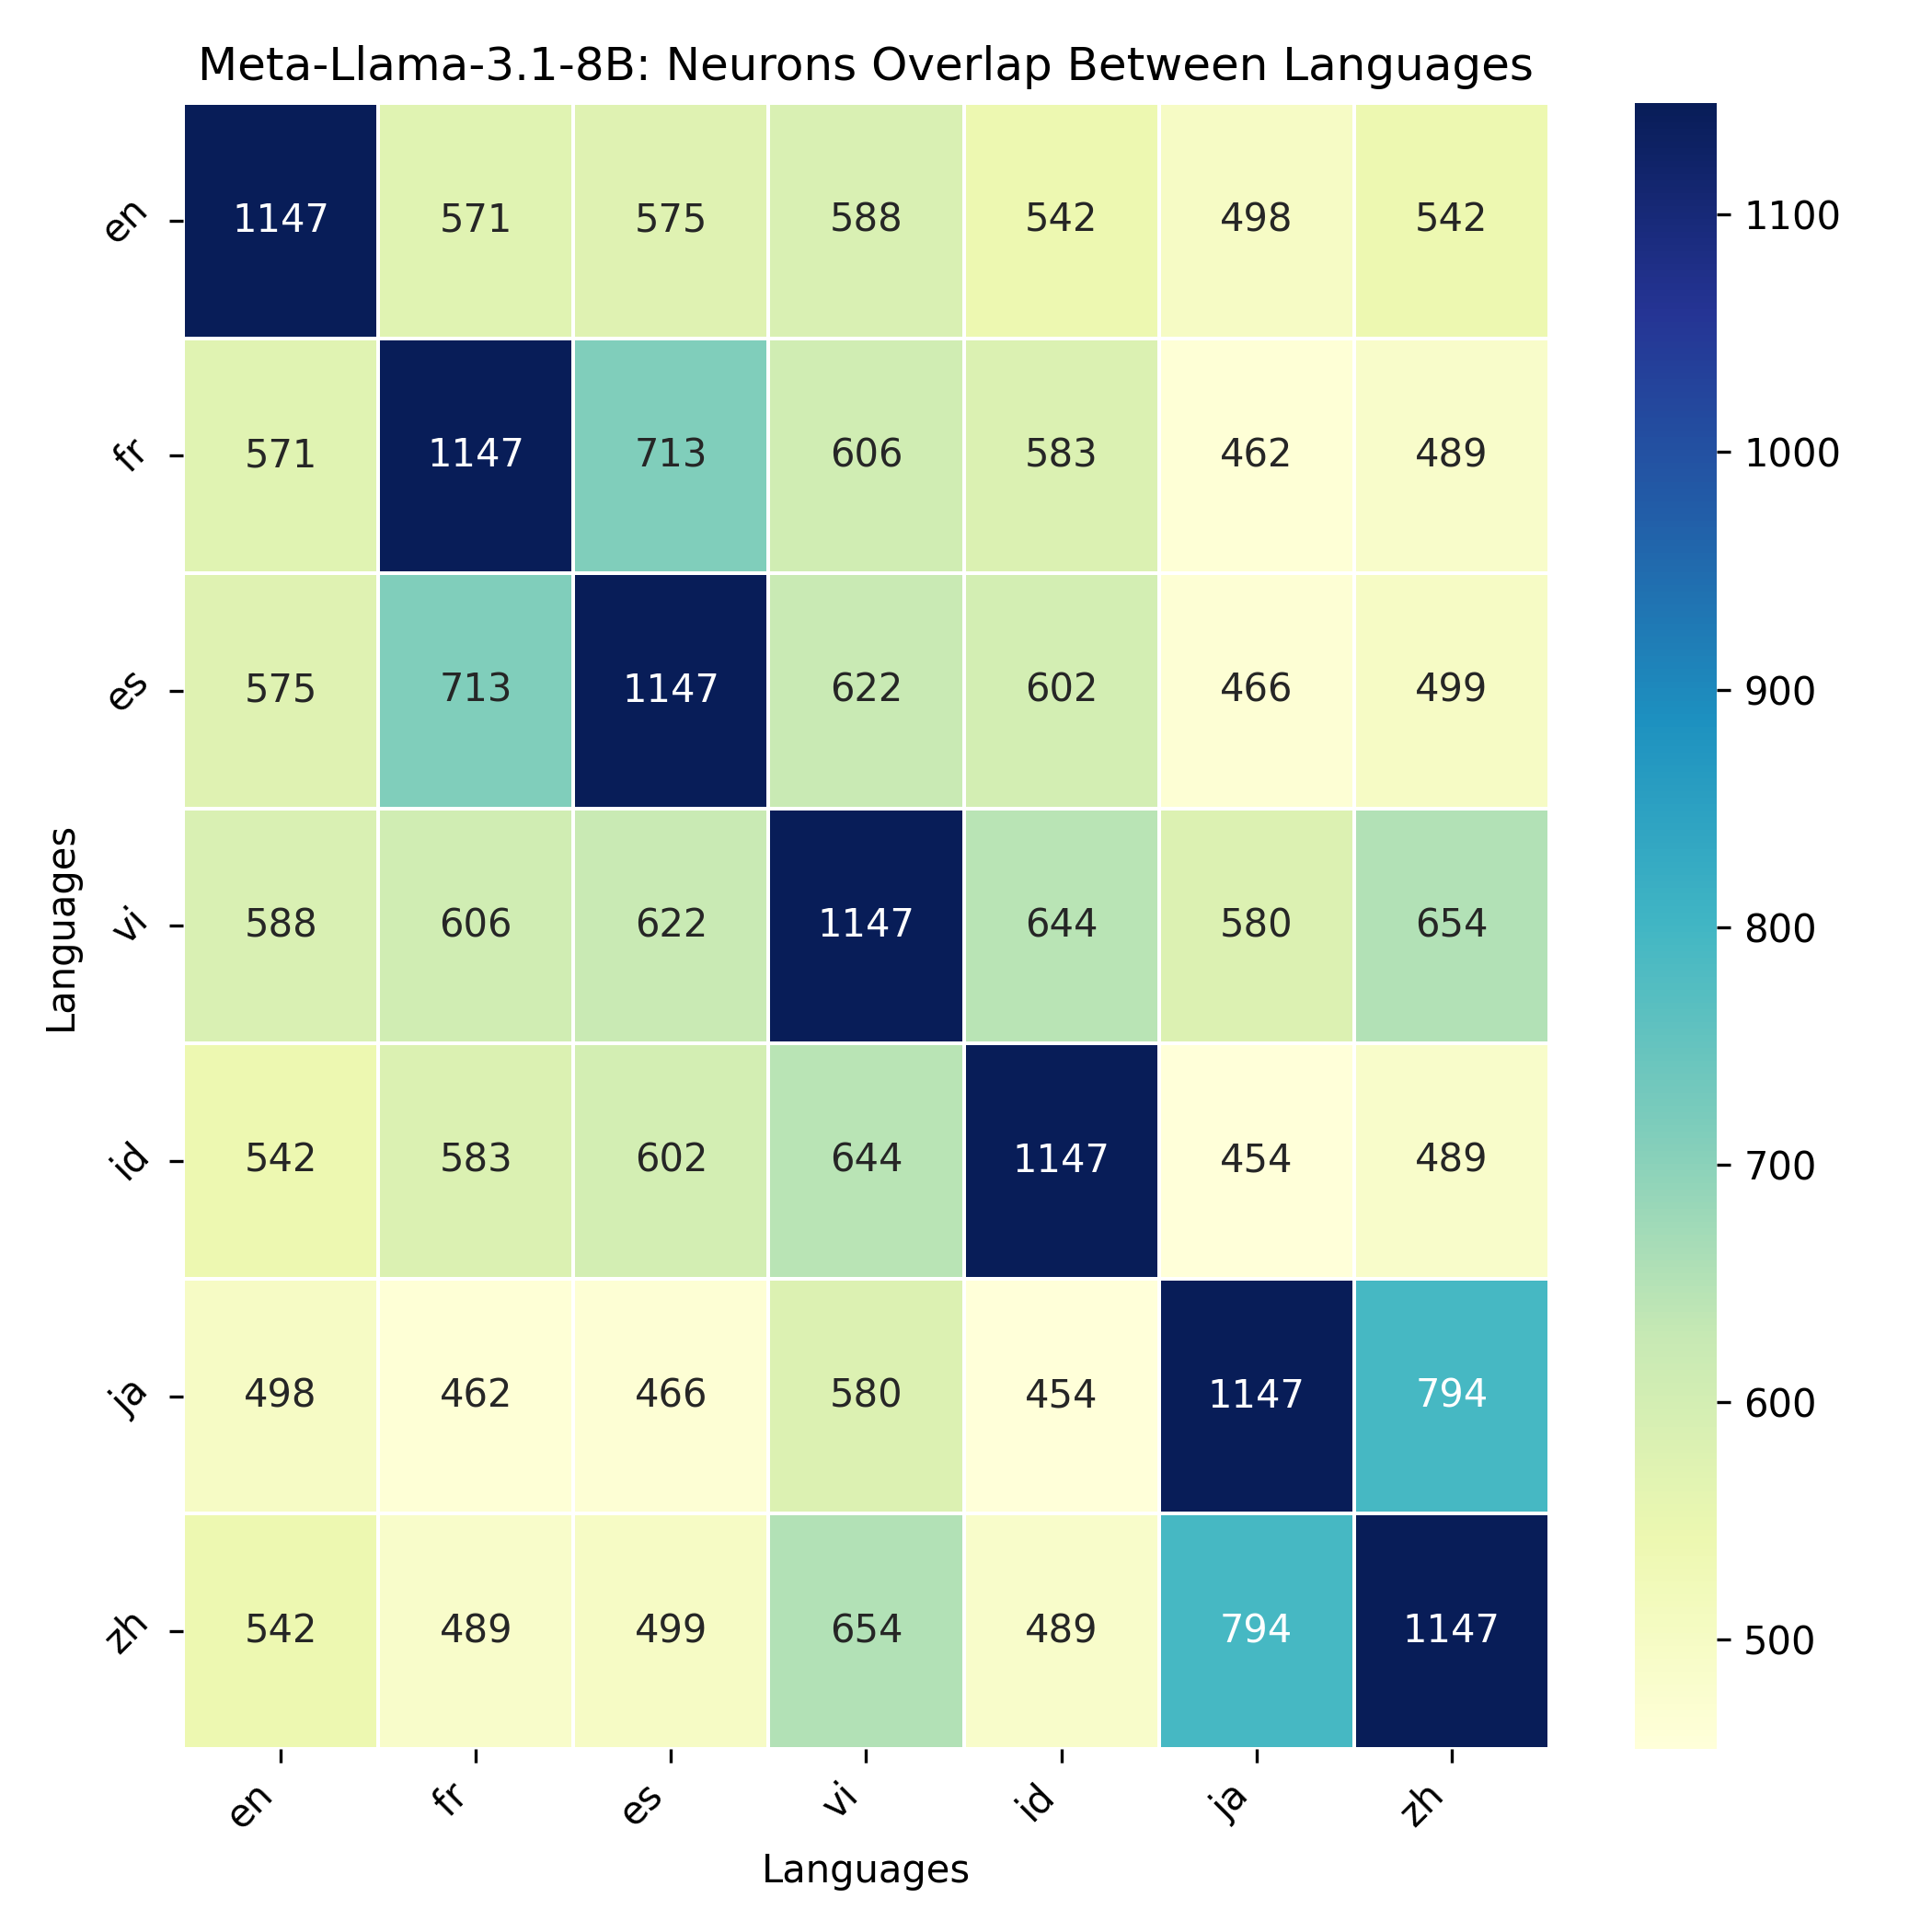 Meta-Llama-3.1-8B: Neurons Overlap Between Languages
en 1147 571 575 588 542 498 542
fr 571 1147 713 606 583 462 489
es 575 713 1147 622 602 466 499
vi 588 606 622 1147 644 580 654
id 542 583 602 644 1147 454 489
ja 498 462 466 580 454 1147 794
zh 542 489 499 654 489 794 1147
en fr es vi id ja zh
Languages
Languages
1100
1000
900
800
700
600
500